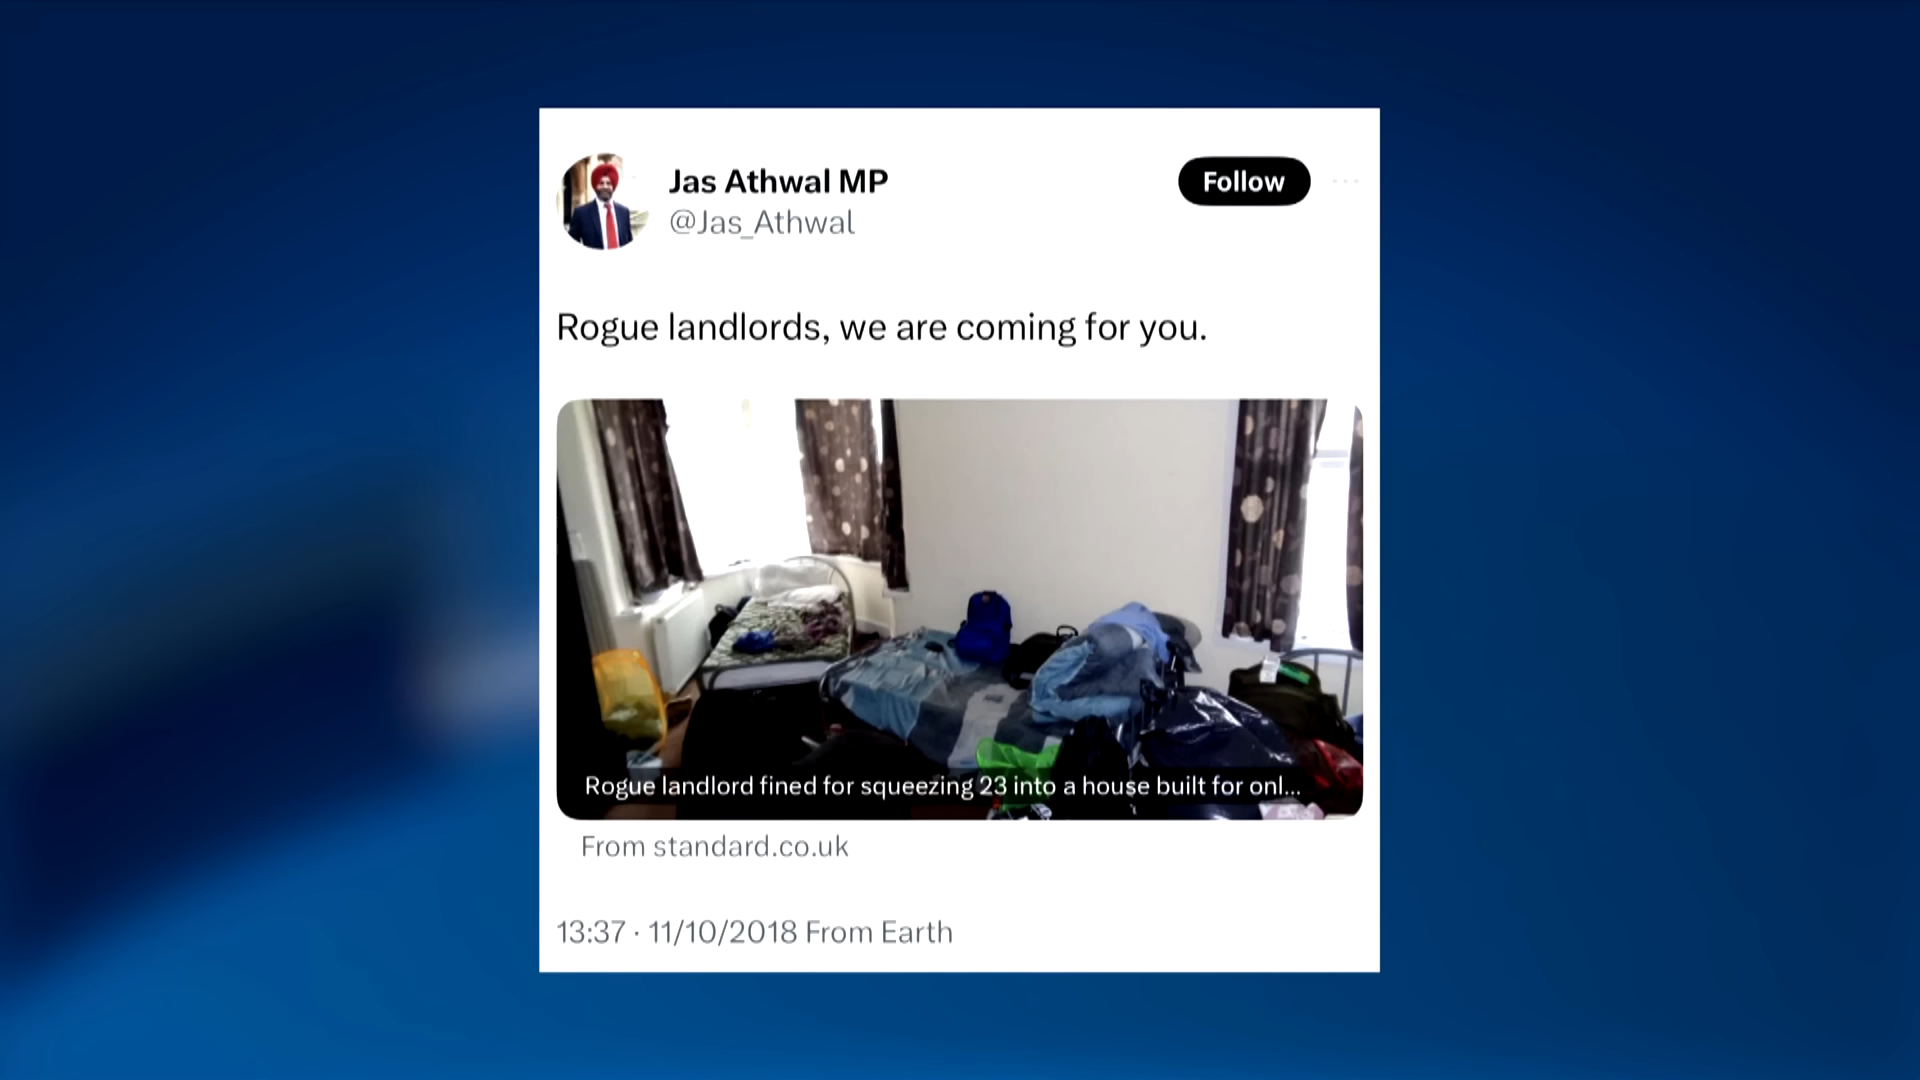 Jas Athwal MP
Follow
@Jas_Athwal
Rogue landlords, we are coming for you.
Rogue landlord fined for squeezing 23 into a house built for onl...
From standard.co.uk
13:37 · 11/10/2018 From Earth